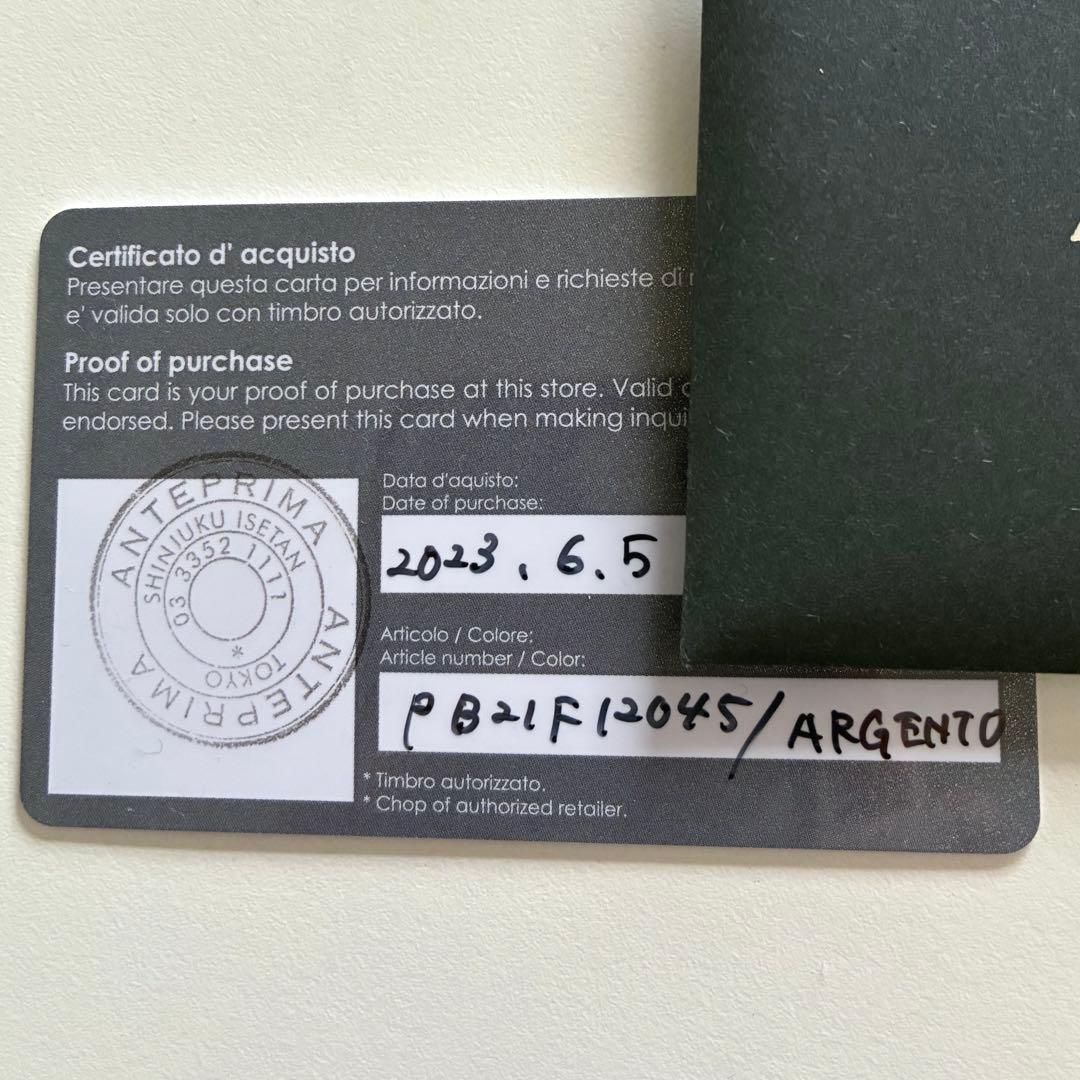 Certificato d' acquisto
Presentare questa carta per informazioni e richieste di
e' valida solo con timbro autorizzato.
Proof of purchase
This card is your proof of purchase at this store. Valid
endorsed. Please present this card when making
ANTEPRIMA ANTEPRIMA
SHINJUKU ISETAN
03 3352 1111
TOKYO
*
Data d'aquisto:
Date of purchase:
2023. 6. 5
Articolo / Colore:
Article number / Color:
PB21F12045/ARGENTO
* Timbro autorizzato.
* Chop of authorized retailer.